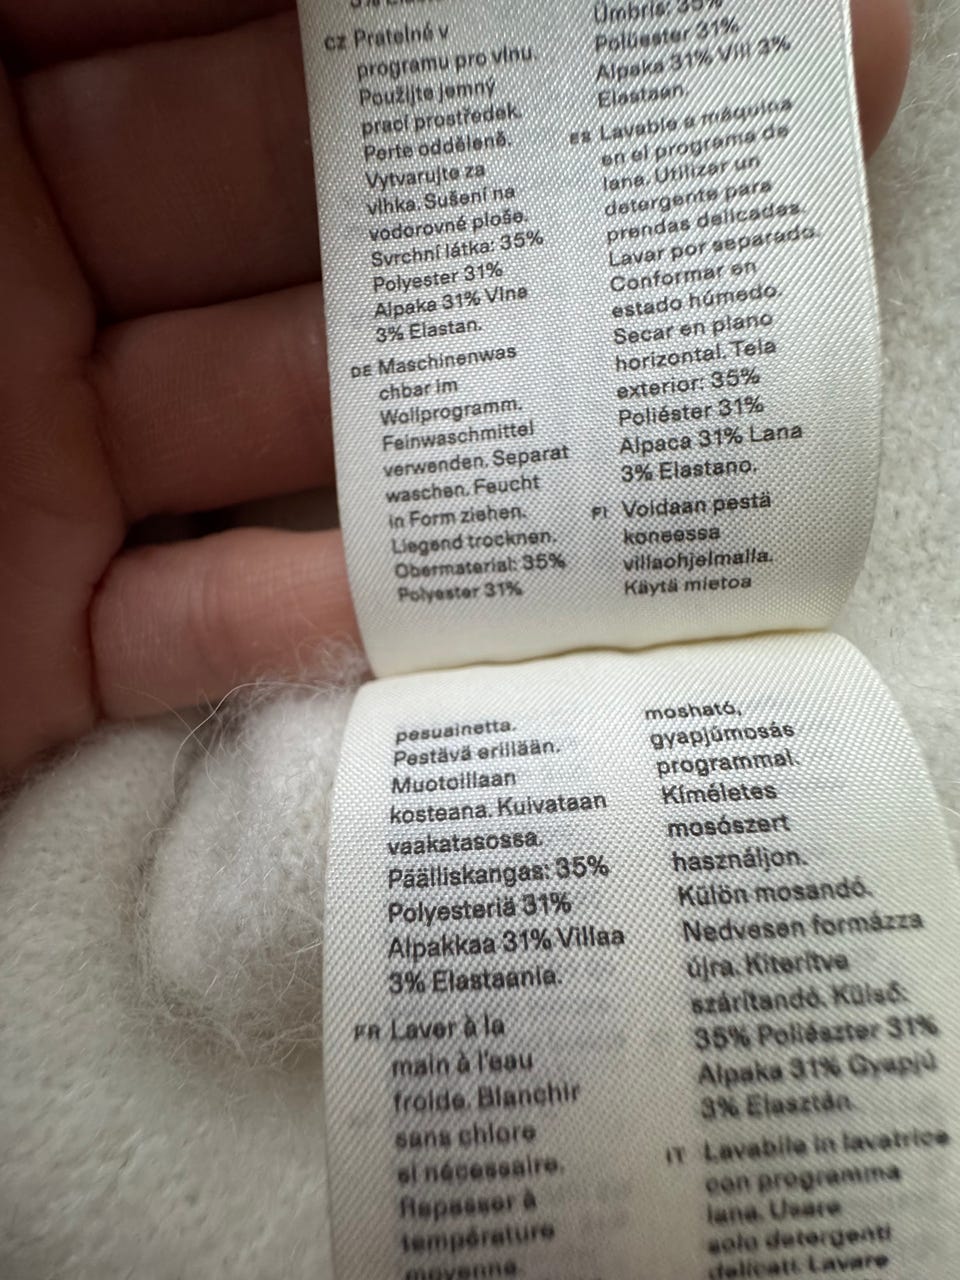 3% Elastan
CZ Pratelné v
programu pro vlnu.
Použijte jemný
prací prostředek.
Perte odděleně.
Vytvarujte za
vlhka. Sušení na
vodorovné ploše.
Svrchní látka: 35%
Polyester 31%
Alpaka 31% Vlna
3% Elastan.
DE Maschinenwas
chbar im
Wollprogramm.
Feinwaschmittel
verwenden. Separat
waschen. Feucht
in Form ziehen.
Liegend trocknen.
Obermaterial: 35%
Polyester 31%
Ümbris: 35%
Polüester 31%
Alpaka 31% Vill 3%
Elastaan.
ES Lavable a máquina
en el programa de
lana. Utilizar un
detergente para
prendas delicadas.
Lavar por separado.
Conformar en
estado húmedo.
Secar en plano
horizontal. Tela
exterior: 35%
Poliéster 31%
Alpaca 31% Lana
3% Elastano.
FI Voidaan pestä
koneessa
villaohjelmalla.
Käytä mietoa
pesuainetta.
Pestävä erillään.
Muotoillaan
kosteana. Kuivataan
vaakatasossa.
Päälliskangas: 35%
Polyesteriä 31%
Alpakkaa 31% Villaa
3% Elastaania.
FR Laver à la
main à l'eau
froide. Blanchir
sans chlore
si nécessaire.
Repasser à
température
moyenne.
mosható,
gyapjúmosás
programmal.
Kíméletes
mosószert
használjon.
Külön mosandó.
Nedvesen formázza
újra. Kiterítve
szárítandó. Külső:
35% Poliészter 31%
Alpaka 31% Gyapjú
3% Elasztán.
IT Lavabile in lavatrice
con programma
lana. Usare
solo detergenti
delicati. Lavare